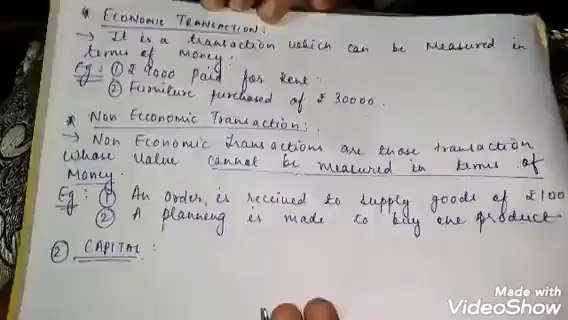 * ECONOMIC TRANSACTION:
→ It is a transaction which can be measured in
terms of Money.
Eg: ① ₹ 9000 paid for Rent.
② Furniture purchased of ₹ 30000.
* Non Economic Transaction:
→ Non Economic Transactions are those transaction
whose value cannot be measured in terms of
Money.
Eg: ① An order, is received to supply goods of ₹100
② A planneng is made to buy one product
② CAPITAL:
Made with
VideoShow